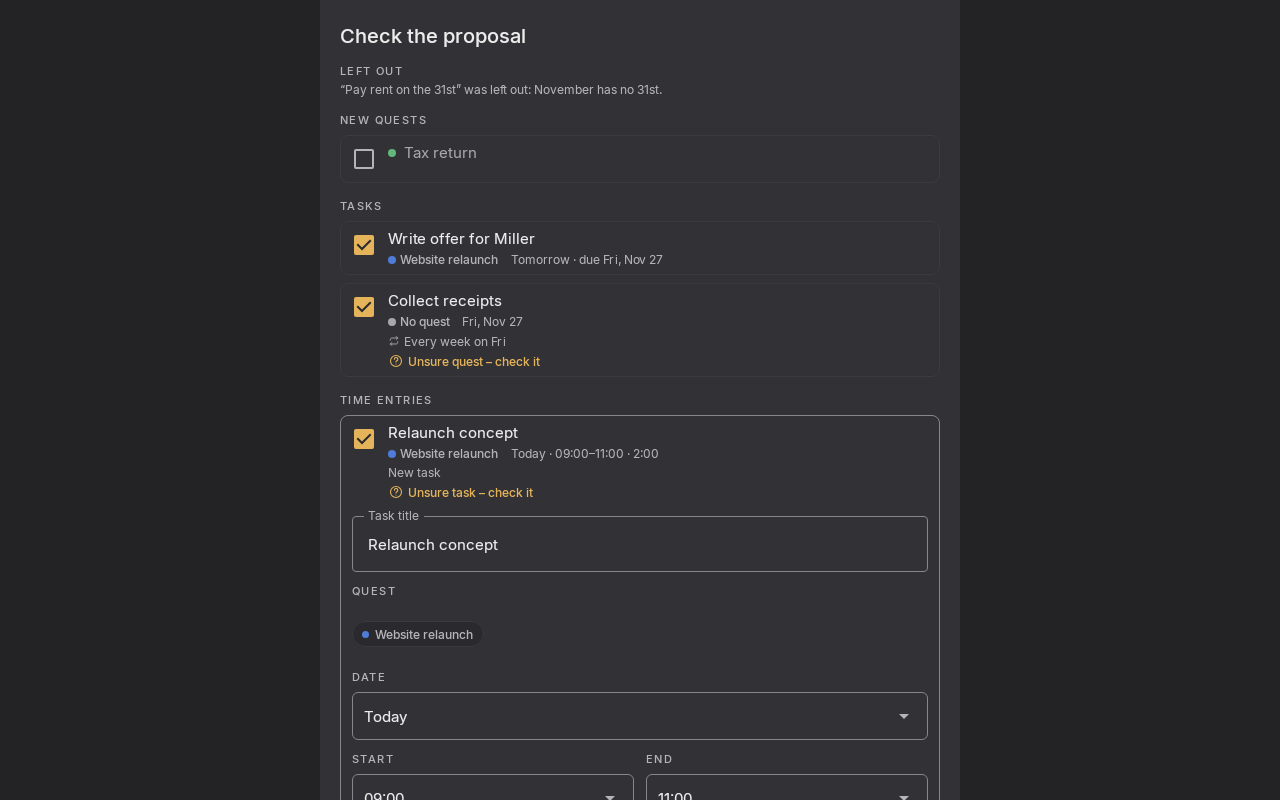 Check the proposal
LEFT OUT
“Pay rent on the 31st” was left out: November has no 31st.
NEW QUESTS
Tax return
TASKS
Write offer for Miller
Website relaunch Tomorrow · due Fri, Nov 27
Collect receipts
No quest Fri, Nov 27
Every week on Fri
Unsure quest – check it
TIME ENTRIES
Relaunch concept
Website relaunch Today · 09:00–11:00 · 2:00
New task
Unsure task – check it
Task title
Relaunch concept
QUEST
Website relaunch
DATE
Today
START END
09:00 11:00